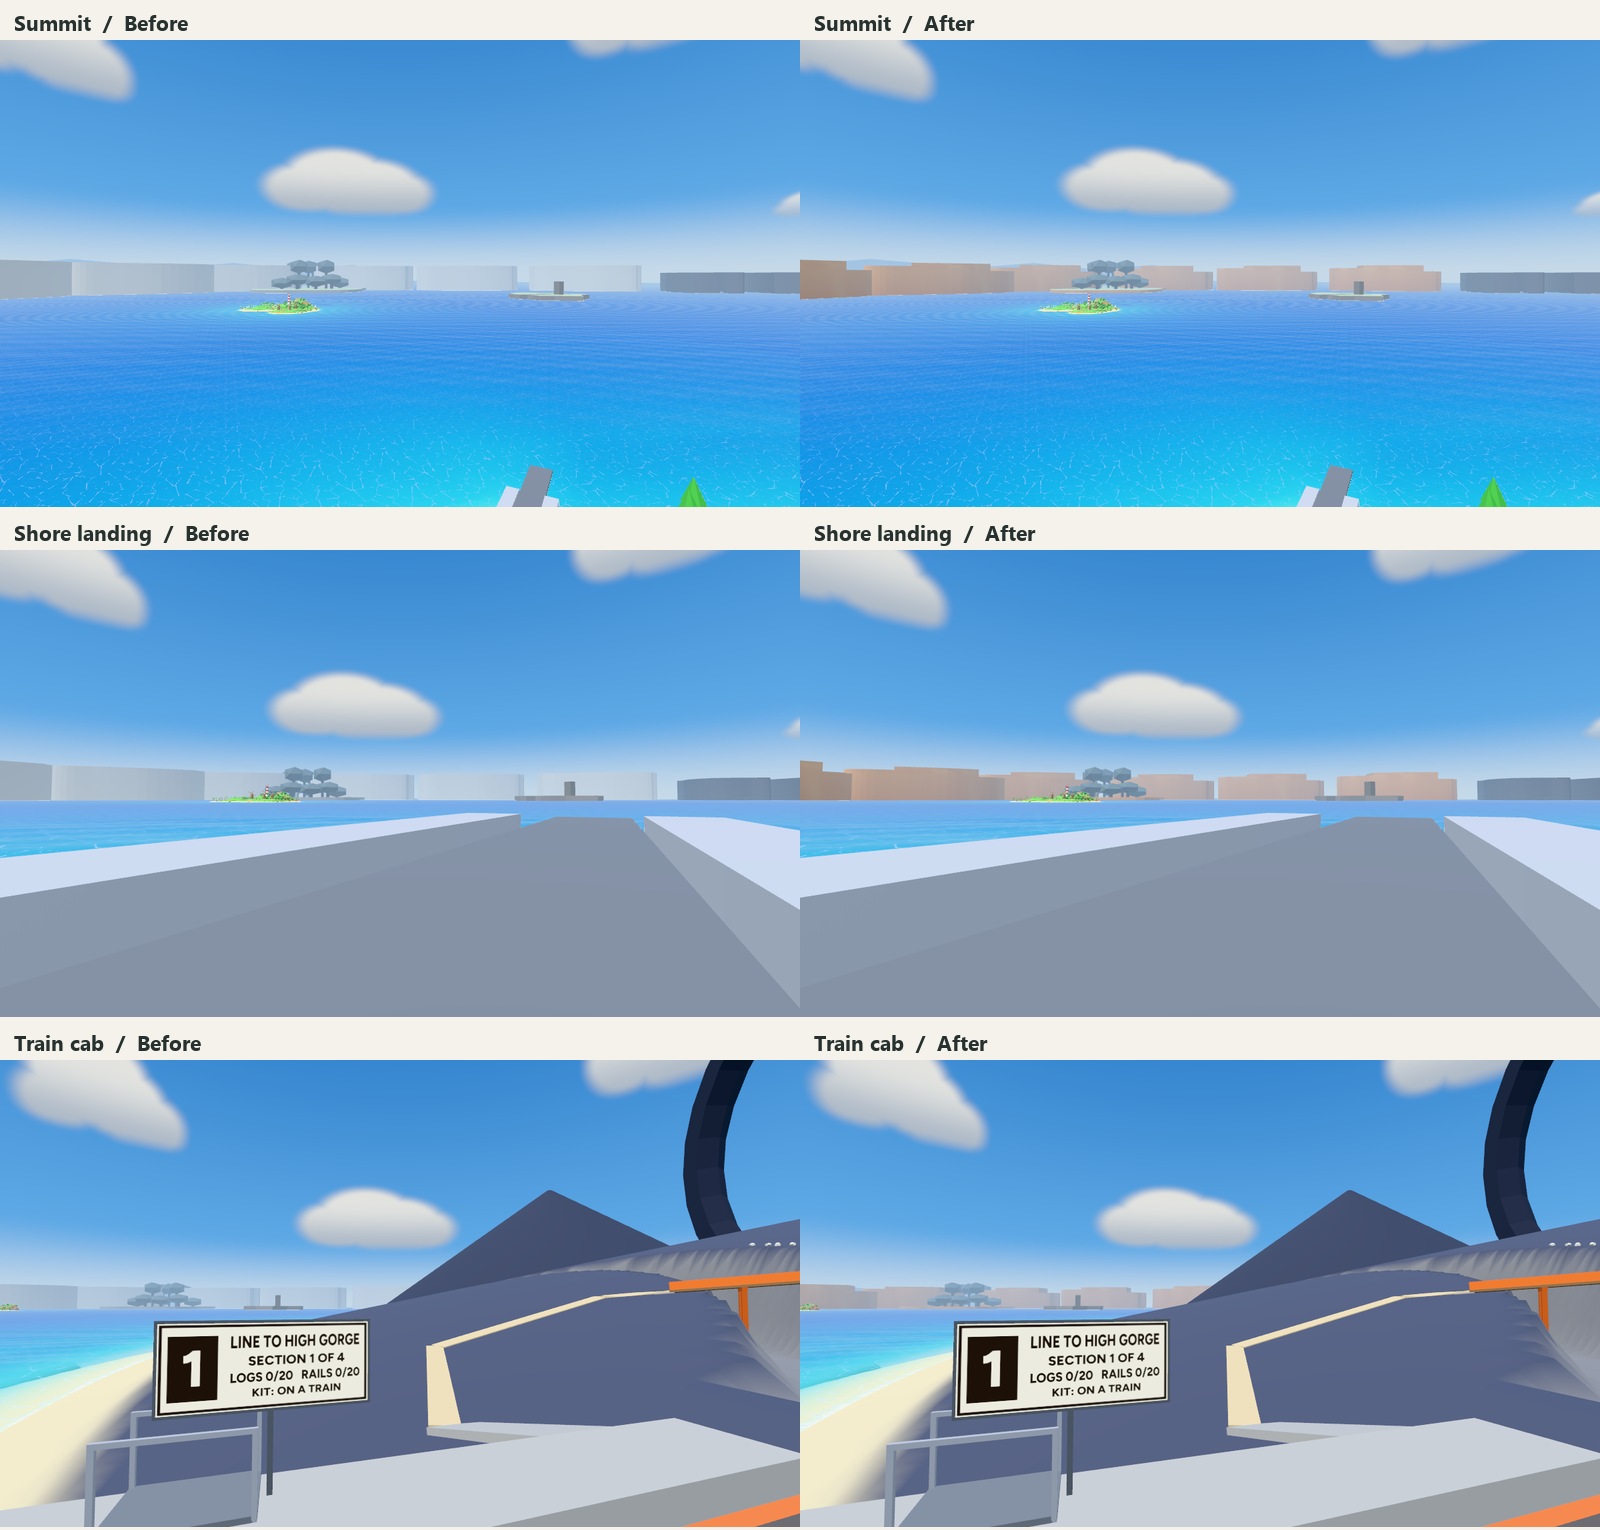 Summit / Before
Summit / After
Shore landing / Before
Shore landing / After
Train cab / Before
Train cab / After
1
LINE TO HIGH GORGE
SECTION 1 OF 4
LOGS 0/20 RAILS 0/20
KIT: ON A TRAIN
1
LINE TO HIGH GORGE
SECTION 1 OF 4
LOGS 0/20 RAILS 0/20
KIT: ON A TRAIN